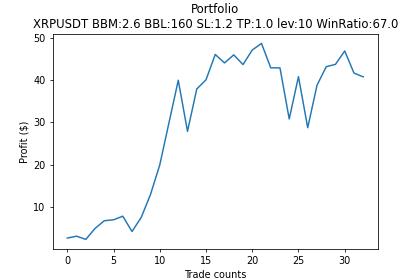 Portfolio
XRPUSDT BBM:2.6 BBL:160 SL:1.2 TP:1.0 lev:10 WinRatio:67.0
50
40
30
20
10
Profit ($)
0 5 10 15 20 25 30
Trade counts